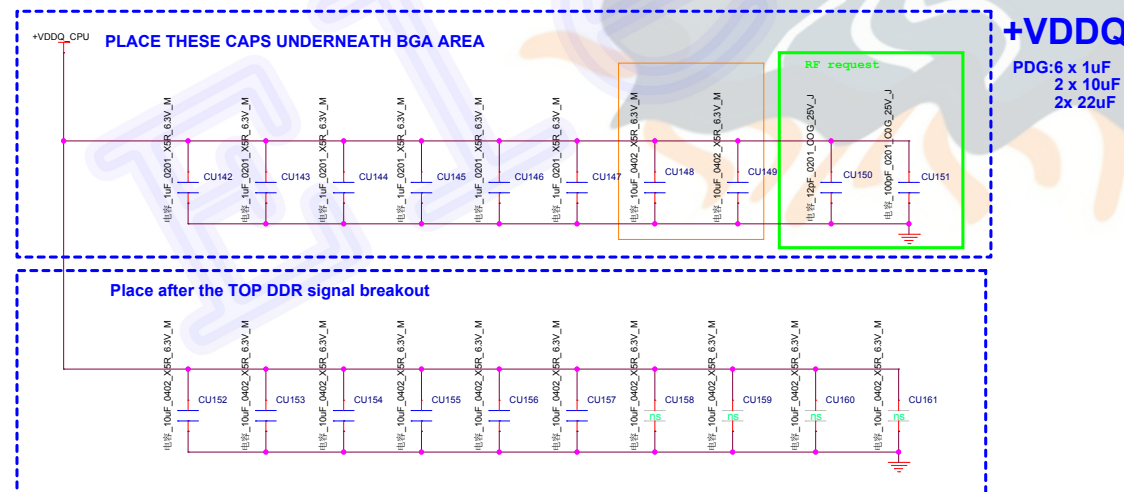 +VDDQ_CPU
PLACE THESE CAPS UNDERNEATH BGA AREA
+VDDQ
PDG:6 x 1uF
2 x 10uF
2x 22uF
RF request
电容_1uF_0201_X5R_6.3V_M
CU142
电容_1uF_0201_X5R_6.3V_M
CU143
电容_1uF_0201_X5R_6.3V_M
CU144
电容_1uF_0201_X5R_6.3V_M
CU145
电容_1uF_0201_X5R_6.3V_M
CU146
电容_1uF_0201_X5R_6.3V_M
CU147
电容_10uF_0402_X5R_6.3V_M
CU148
电容_10uF_0402_X5R_6.3V_M
CU149
电容_12pF_0201_COG_25V_J
CU150
电容_100pF_0201_C0G_25V_J
CU151
Place after the TOP DDR signal breakout
电容_10uF_0402_X5R_6.3V_M
CU152
电容_10uF_0402_X5R_6.3V_M
CU153
电容_10uF_0402_X5R_6.3V_M
CU154
电容_10uF_0402_X5R_6.3V_M
CU155
电容_10uF_0402_X5R_6.3V_M
CU156
电容_10uF_0402_X5R_6.3V_M
CU157
电容_10uF_0402_X5R_6.3V_M
CU158
ns
电容_10uF_0402_X5R_6.3V_M
CU159
ns
电容_10uF_0402_X5R_6.3V_M
CU160
ns
电容_10uF_0402_X5R_6.3V_M
CU161
ns